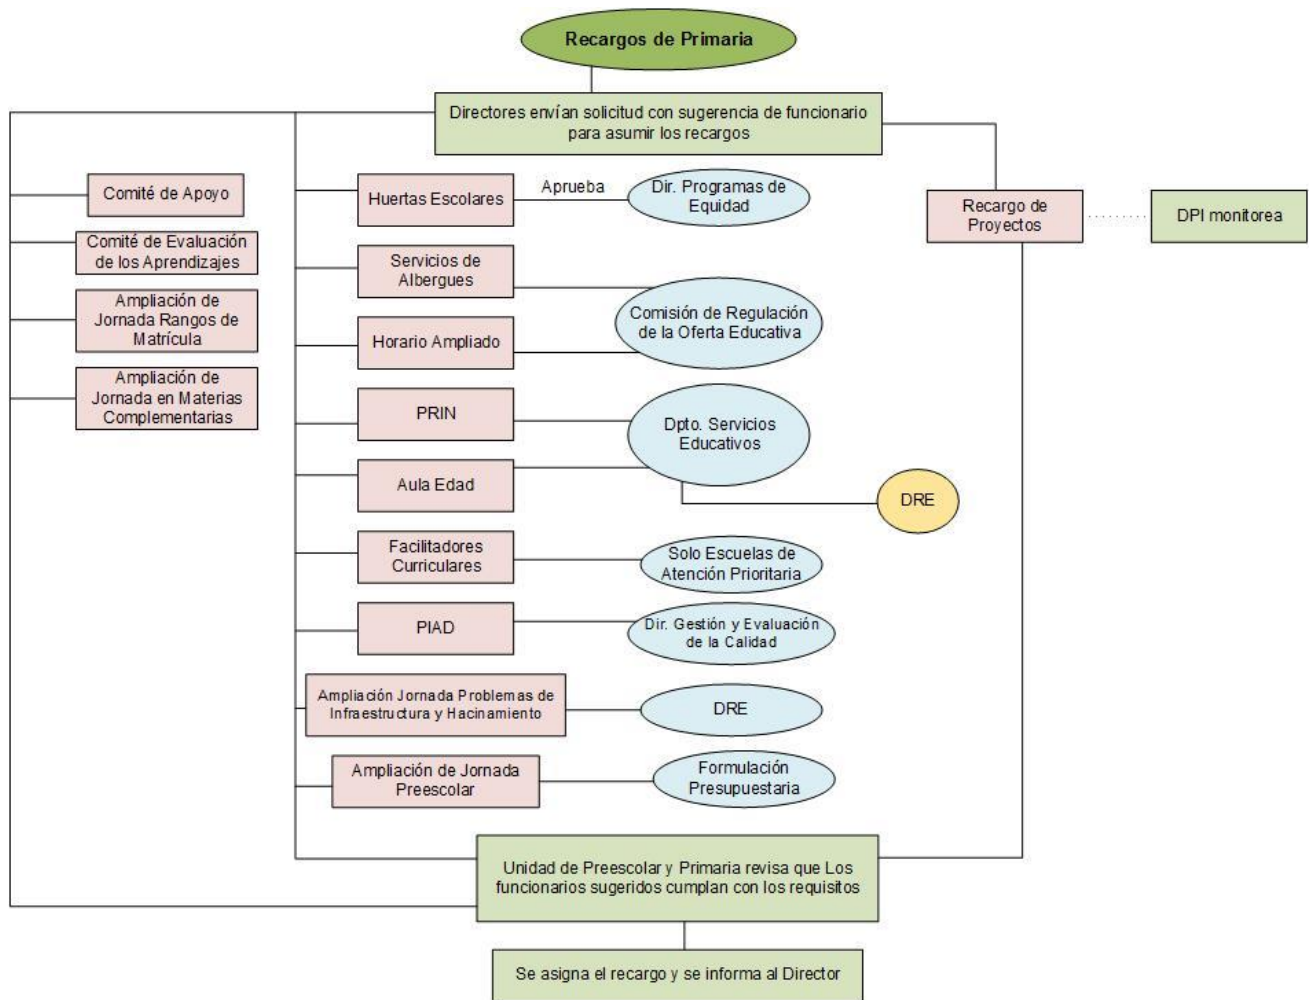 Recargos de Primaria
Directores envían solicitud con sugerencia de funcionario
para asumir los recargos
Comité de Apoyo
Comité de Evaluación
de los Aprendizajes
Ampliación de
Jornada Rangos de
Matrícula
Ampliación de
Jornada en Materias
Complementarias
Huertas Escolares
Aprueba
Dir. Programas de
Equidad
Servicios de
Albergues
Horario Ampliado
Comisión de Regulación
de la Oferta Educativa
PRIN
Aula Edad
Dpto. Servicios
Educativos
DRE
Facilitadores
Curriculares
Solo Escuelas de
Atención Prioritaria
PIAD
Dir. Gestión y Evaluación
de la Calidad
Ampliación Jornada Problemas de
Infraestructura y Hacinamiento
DRE
Ampliación de Jornada
Preescolar
Formulación
Presupuestaria
Recargo de
Proyectos
DPI monitorea
Unidad de Preescolar y Primaria revisa que Los
funcionarios sugeridos cumplan con los requisitos
Se asigna el recargo y se informa al Director